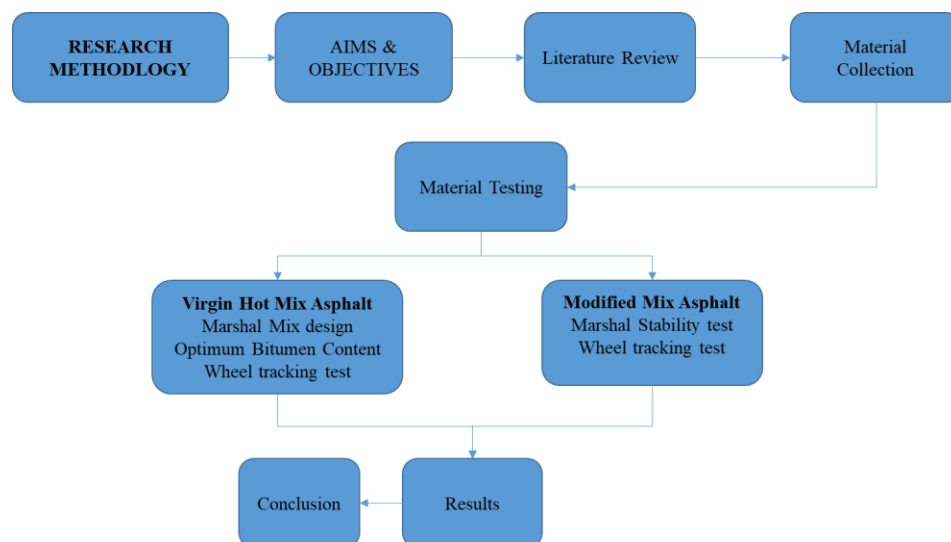 RESEARCH
METHODLOGY
AIMS &
OBJECTIVES
Literature Review
Material
Collection
Material Testing
Virgin Hot Mix Asphalt
Marshal Mix design
Optimum Bitumen Content
Wheel tracking test
Modified Mix Asphalt
Marshal Stability test
Wheel tracking test
Conclusion
Results